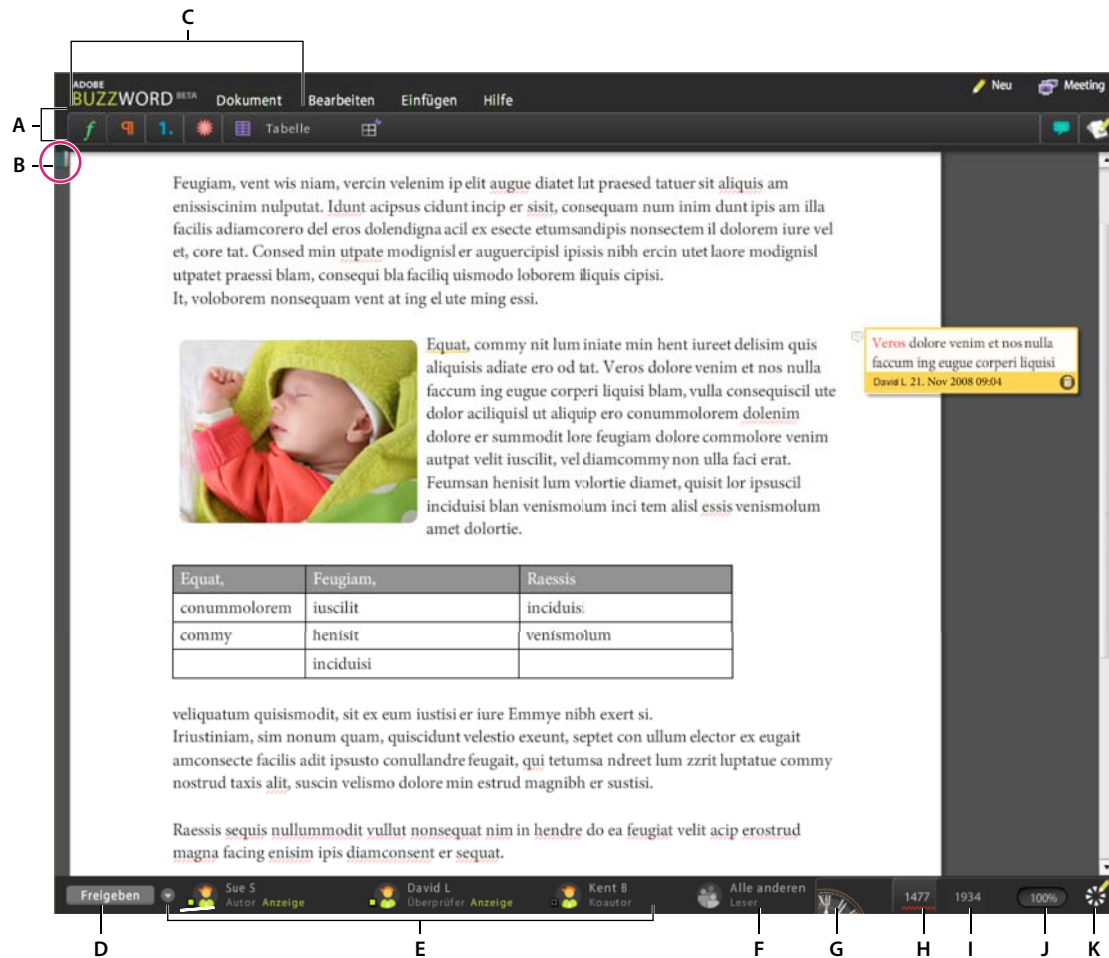 C
ADOBE
BUZZWORD BETA Dokument Bearbeiten Einfügen Hilfe Neu Meeting
A
1. Tabelle
B
Feugiam, vent wis niam, vercin velenim ip elit augue diatet lut praesed tatuer sit aliquis am
enissiscinim nulputat. Idunt acipsus cidunt incip er sisit, consequam num inim dunt ipis am illa
facilis adiamcorero del eros dolendigna acil ex esecte etumsandipis nonsectem il dolorem iure vel
et, core tat. Consed min utpate modignisl er auguercipisl ipissis nibh ercin utet laore modignisl
utpatet praessi blam, consequi bla faciliq uismodo loborem iliquis cipisi.
It, voloborem nonsequam vent at ing el ute ming essi.
Equat, commy nit lum iniate min hent iureet delisim quis
aliquisis adiate ero od tat. Veros dolore venim et nos nulla
faccum ing eugue corperi liquisi blam, vulla consequiscil ute
dolor aciliquisl ut aliquip ero conummolorem dolenim
dolore er summodit lore feugiam dolore commolore venim
autpat velit iuscilit, vel diamcommy non ulla faci erat.
Feumsan henisit lum volortie diamet, quisit lor ipsuscil
inciduisi blan venismolum inci tem alisl essis venismolum
amet dolortie.
Veros dolore venim et nos nulla
faccum ing eugue corperi liquisi
David L 21. Nov 2008 09:04
Equat, Feugiam, Raessis
conummolorem iuscilit inciduisi
commy henisit venismolum
inciduisi
veliquatum quisismodit, sit ex eum iustisi er iure Emmye nibh exert si.
Iriustiniam, sim nonum quam, quiscidunt velestio exeunt, septet con ullum elector ex eugait
amconsecte facilis adit ipsusto conullandre feugait, qui tetumsa ndreet lum zzrit luptatue commy
nostrud taxis alit, suscin velismo dolore min estrud magnibh er sustisi.
Raessis sequis nullummodit vullut nonsequat nim in hendre do ea feugiat velit acip erostrud
magna facing enisim ipis diamconsent er sequat.
Freigeben Sue S David L Kent B Alle anderen 1477 1934 100%
Autor Anzeige Überprüfer Anzeige Koautor Leser
D E F G H I J K